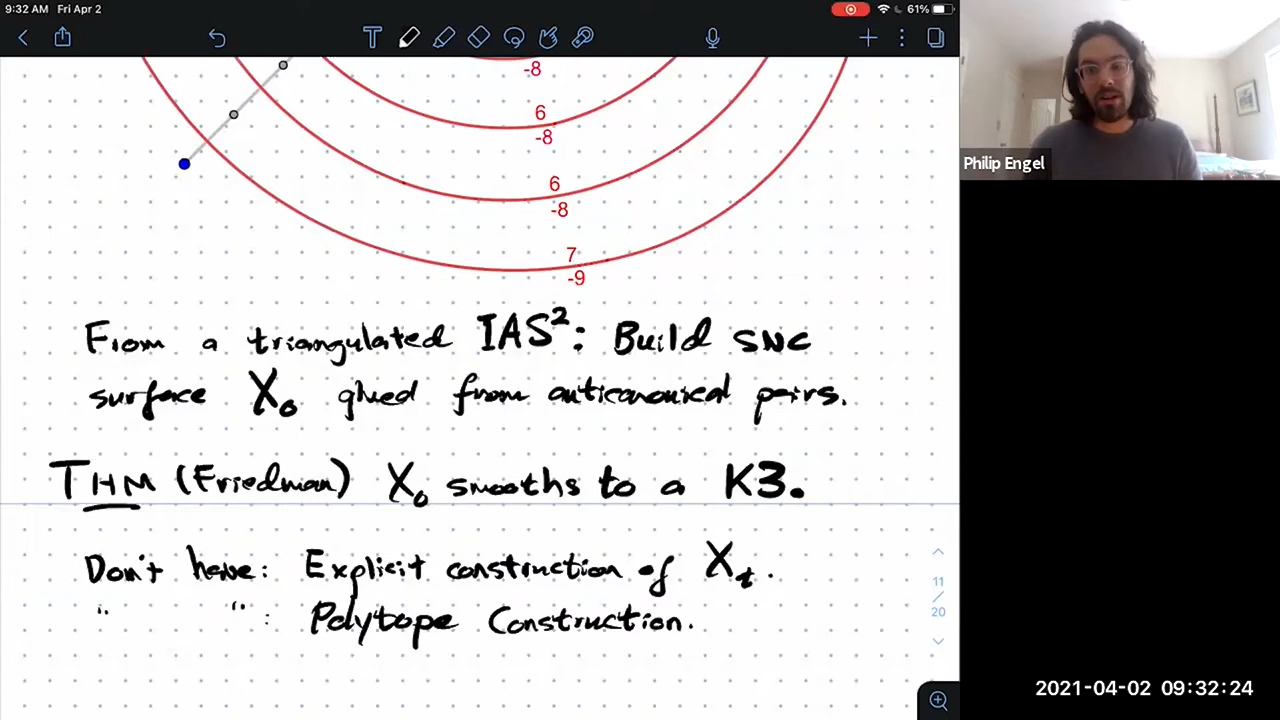 9:32 AM Fri Apr 2
61%
-8
6
-8
6
-8
7
-9
From a triangulated IAS²: Build SNC
surface X₀ glued from anticanonical pairs.
THM (Friedman) X₀ smooths to a K3.
Don't have: Explicit construction of Xₜ.
" " : Polytope Construction.
11
/
20
Philip Engel
2021-04-02 09:32:24